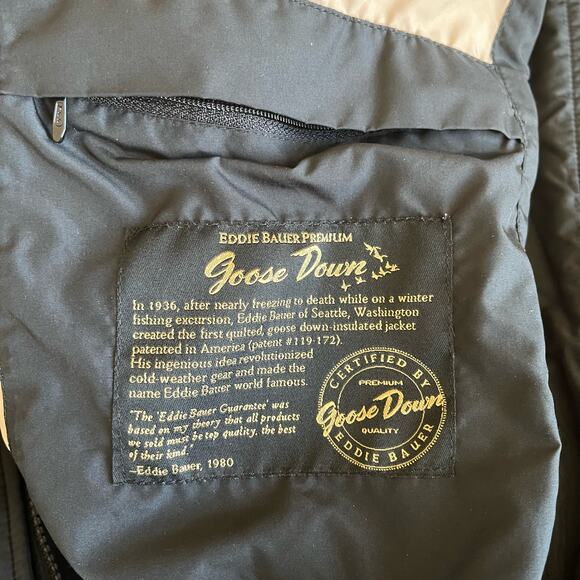 EDDIE BAUER PREMIUM
Goose Down
In 1936, after nearly freezing to death while on a winter
fishing excursion, Eddie Bauer of Seattle, Washington
created the first quilted, goose down-insulated jacket
patented in America (patent #119-172).
His ingenious idea revolutionized
cold-weather gear and made the
name Eddie Bauer world famous.
"The 'Eddie Bauer Guarantee' was
based on my theory that all products
we sold must be top quality, the best
of their kind."
–Eddie Bauer, 1980
CERTIFIED BY
PREMIUM
Goose Down
QUALITY
EDDIE BAUER